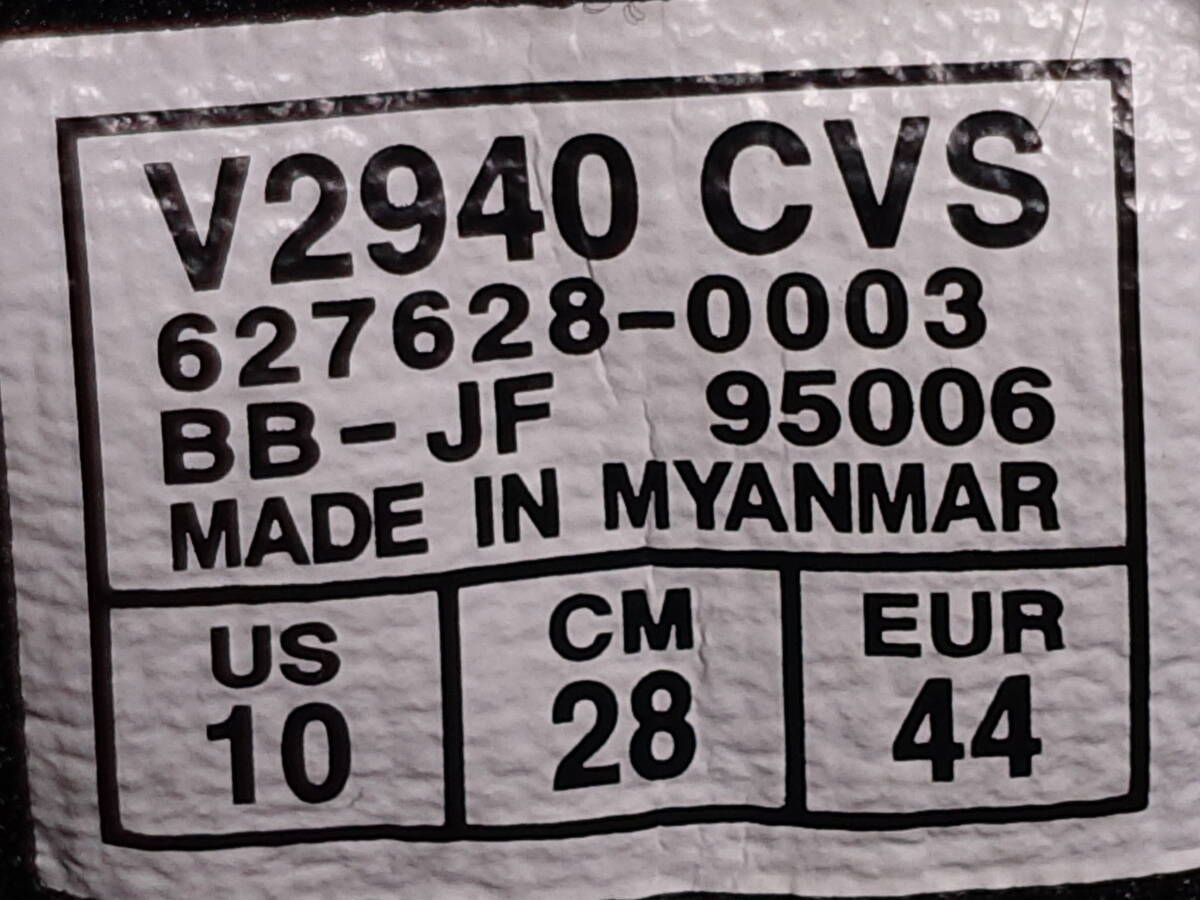 V2940 CVS
627628-0003
BB-JF 95006
MADE IN MYANMAR
US CM EUR
10 28 44